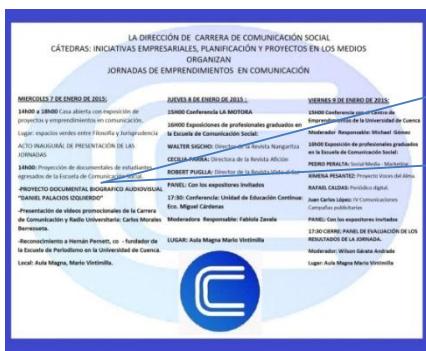 LA DIRECCIÓN DE CARRERA DE COMUNICACIÓN SOCIAL
CÁTEDRAS: INICIATIVAS EMPRESARIALES, PLANIFICACIÓN Y PROYECTOS EN LOS MEDIOS
ORGANIZAN
JORNADAS DE EMPRENDIMIENTOS EN COMUNICACIÓN
MIERCOLES 7 DE ENERO DE 2015:
14h00 a 18h00 Casa abierta con exposición de
proyectos y emprendimientos en comunicación.
Lugar: espacios verdes entre Filosofía y Jurisprudencia
ACTO INAUGURAL DE PRESENTACIÓN DE LAS
JORNADAS
14h00: Proyección de documentales de estudiantes
egresados de la Escuela de Comunicación Social.
-PROYECTO DOCUMENTAL BIOGRAFICO AUDIOVISUAL
"DANIEL PALACIOS IZQUIERDO"
-Presentación de videos promocionales de la Carrera
de Comunicación y Radio Universitaria: Carlos Morales
-Reconocimiento a Hernán Pernett, co - fundador de
la Escuela de Periodismo en la Universidad de Cuenca.
Local: Aula Magna, Mario Vintimilla.
JUEVES 8 DE ENERO DE 2015 :
15H00 Conferencia LA MOTORA
16H00 Exposiciones de profesionales graduados en
la Escuela de Comunicación Social:
WALTER SIGCHO: Director de la Revista Nangaritza
CECILIA PARRA: Directora de la Revista Afición
ROBERT PUGLLA: Director de la Revista
PANEL: Con los expositores invitados
17:30: Conferencia: Unidad de Educación Continua:
Eco. Miguel Cárdenas
Moderadora Responsable: Fabiola Zavala
LUGAR: Aula Magna Mario Vintimilla
VIERNES 9 DE ENERO DE 2015:
15H00 Conferencia con el Centro de
Emprendimientos de la Universidad de Cuenca
Moderador Responsable: Michael Gómez
16H00 Exposición de profesionales graduados
en la Escuela de Comunicación Social:
PEDRO PERALTA: Social Media - Marketing
XIMENA PESANTEZ: Proyecto Voces del Alma.
RAFAEL CALDAS: Periódico digital.
Juan Carlos López: IV Comunicaciones
Campañas publicitarias
PANEL: Con los expositores invitados
17:30 CIERRE: PANEL DE EVALUACIÓN DE LOS
RESULTADOS DE LA JORNADA.
Moderador: Wilson Gárate Andrade
Lugar: Aula Magna Mario Vintimilla